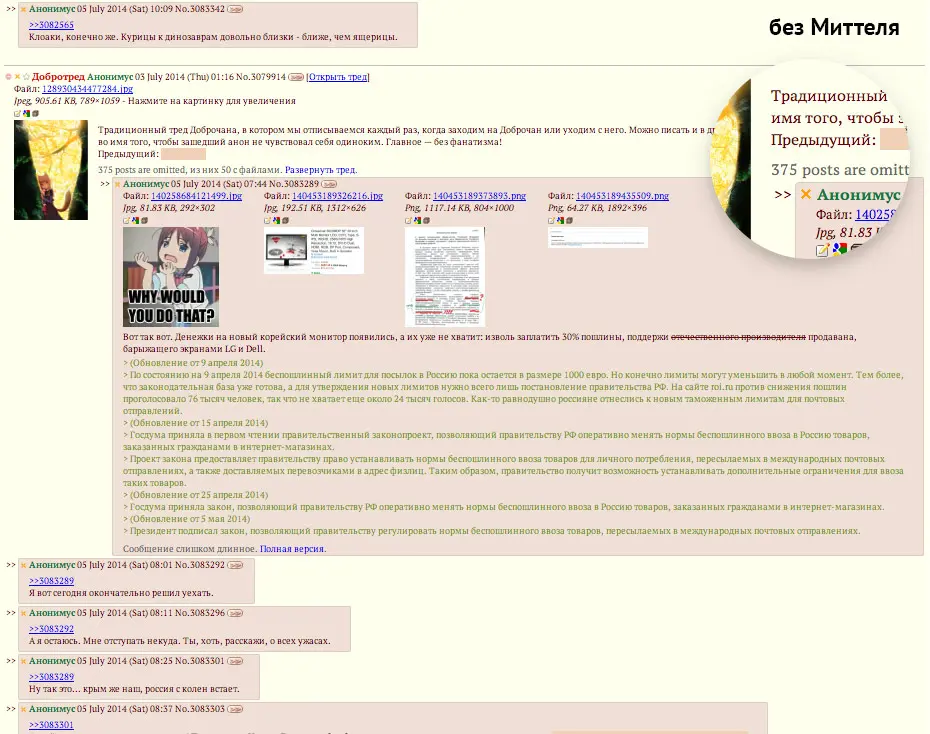 >> Анонимус 05 July 2014 (Sat) 10:09 No.3083342
>>3082565
Клоаки, конечно же. Курицы к динозаврам довольно близки - ближе, чем ящерицы.
без Миттеля
Добротред Анонимус 03 July 2014 (Thu) 01:16 No.3079914 [Открыть тред]
Файл: 128930434477284.jpg
Jpeg, 905.61 KB, 789×1059 - Нажмите на картинку для увеличения
Традиционный тред Доброчана, в котором мы отписываемся каждый раз, когда заходим на Доброчан или уходим с него. Можно писать и в
во имя того, чтобы зашедший анон не чувствовал себя одиноким. Главное — без фанатизма!
Предыдущий:
375 posts are omitted, из них 50 с файлами. Развернуть тред.
Традиционный
имя того, чтобы
Предыдущий:
375 posts are omitt
>> Анонимус
Файл: 14025
Jpg, 81.83
>> Анонимус 05 July 2014 (Sat) 07:44 No.3083289
Файл: 140258684121499.jpg Файл: 140453189326216.jpg Файл: 140453189373893.png Файл: 140453189435509.png
Jpg, 81.83 KB, 292×302 Jpg, 192.51 KB, 1312×626 Png, 1117.14 KB, 804×1000 Png, 64.27 KB, 1892×396
WHY WOULD
YOU DO THAT?
Вот так вот. Денежки на новый корейский монитор появились, а их уже не хватит: изволь заплатить 30% пошлины, поддержи отечественного производителя продавана,
барыжащего экранами LG и Dell.
> (Обновление от 9 апреля 2014)
> По состоянию на 9 апреля 2014 беспошлинный лимит для посылок в Россию пока остается в размере 1000 евро. Но конечно лимиты могут уменьшить в любой момент. Тем более,
что законодательная база уже готова, а для утверждения новых лимитов нужно всего лишь постановление правительства РФ. На сайте roi.ru против снижения пошлин
проголосовало 76 тысяч человек, так что не хватает еще около 24 тысяч голосов. Как-то равнодушно россияне отнеслись к новым таможенным лимитам для почтовых
отправлений.
> (Обновление от 15 апреля 2014)
> Госдума приняла в первом чтении правительственный законопроект, позволяющий правительству РФ оперативно менять нормы беспошлинного ввоза в Россию товаров,
заказанных гражданами в интернет-магазинах.
> Проект закона предоставляет правительству право устанавливать нормы беспошлинного ввоза товаров для личного потребления, пересылаемых в международных почтовых
отправлениях, а также доставляемых перевозчиками в адрес физлиц. Таким образом, правительство получит возможность устанавливать дополнительные ограничения для ввоза
таких товаров.
> (Обновление от 25 апреля 2014)
> Госдума приняла закон, позволяющий правительству РФ оперативно менять нормы беспошлинного ввоза в Россию товаров, заказанных гражданами в интернет-магазинах.
> (Обновление от 5 мая 2014)
> Президент подписал закон, позволяющий правительству регулировать нормы беспошлинного ввоза товаров, пересылаемых в международных почтовых отправлениях.
Сообщение слишком длинное. Полная версия.
>> Анонимус 05 July 2014 (Sat) 08:01 No.3083292
>>3083289
Я вот сегодня окончательно решил уехать.
>> Анонимус 05 July 2014 (Sat) 08:11 No.3083296
>>3083292
А я остаюсь. Мне отступать некуда. Ты, хоть, расскажи, о всех ужасах.
>> Анонимус 05 July 2014 (Sat) 08:25 No.3083301
>>3083289
Ну так это... крым же наш, россия с колен встает.
>> Анонимус 05 July 2014 (Sat) 08:37 No.3083303
>>3083301